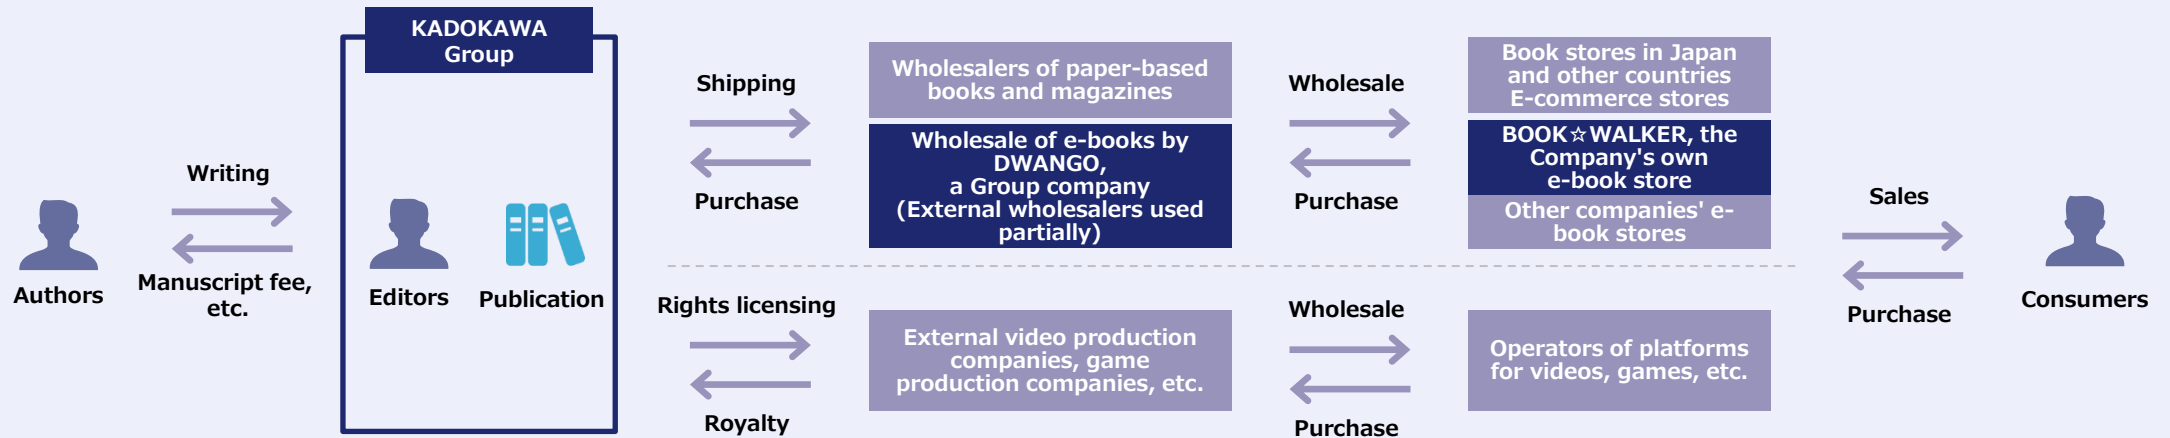 KADOKAWA
Group
Authors
Writing
Manuscript fee,
etc.
Editors
Publication
Shipping
Purchase
Wholesalers of paper-based
books and magazines
Wholesale of e-books by
DWANGO,
a Group company
(External wholesalers used
partially)
Wholesale
Purchase
Book stores in Japan
and other countries
E-commerce stores
BOOK☆WALKER, the
Company's own
e-book store
Other companies' e-
book stores
Rights licensing
Royalty
External video production
companies, game
production companies, etc.
Wholesale
Purchase
Operators of platforms
for videos, games, etc.
Sales
Purchase
Consumers